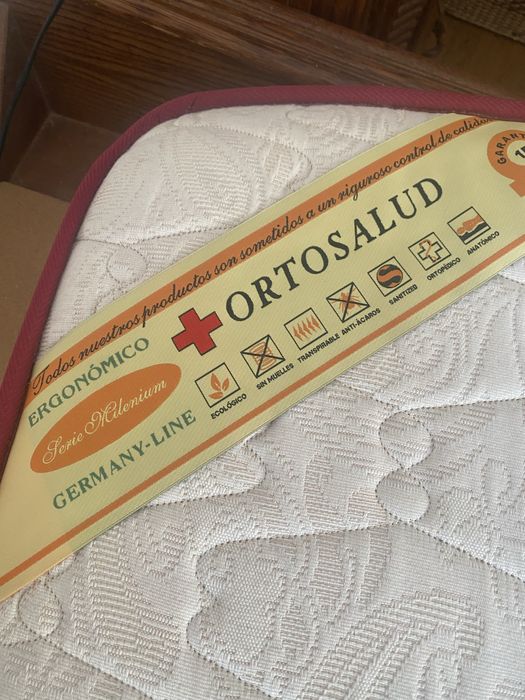 Todos nuestros productos son sometidos a un riguroso control de calidad
ERGONÓMICO
Serie Milenium
GERMANY-LINE
ORTOSALUD
ECOLÓGICO
SIN MUELLES
TRANSPIRABLE
ANTI-ÁCAROS
SANITIZED
ORTOPÉDICO
ANATÓMICO